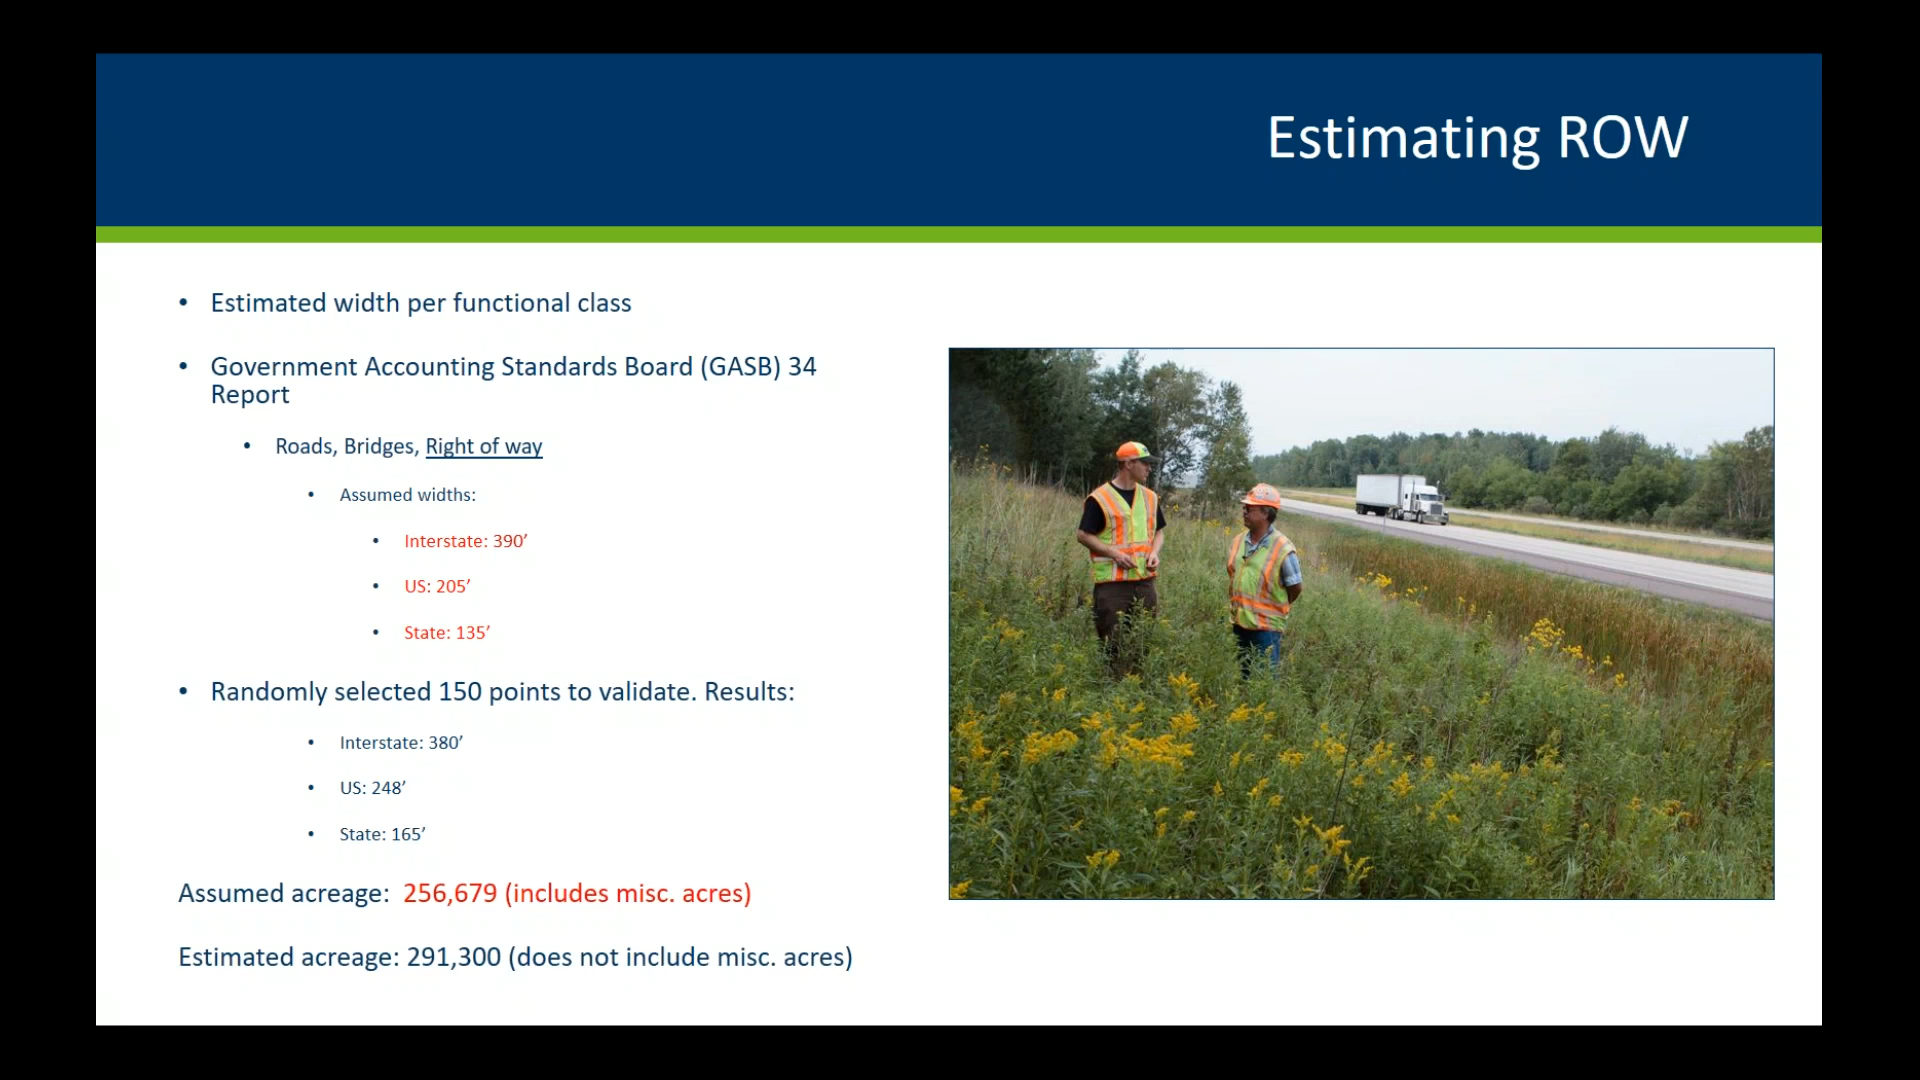 Estimating ROW
• Estimated width per functional class
• Government Accounting Standards Board (GASB) 34
Report
• Roads, Bridges, Right of way
• Assumed widths:
• Interstate: 390’
• US: 205’
• State: 135’
• Randomly selected 150 points to validate. Results:
• Interstate: 380’
• US: 248’
• State: 165’
Assumed acreage: 256,679 (includes misc. acres)
Estimated acreage: 291,300 (does not include misc. acres)